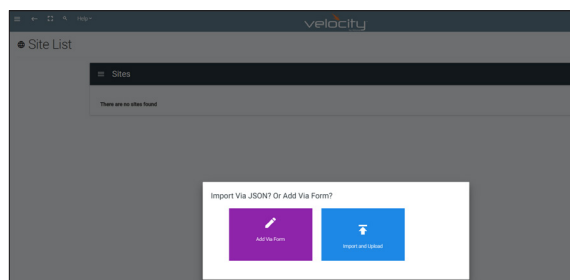 Help
velocity
Site List
Sites
There are no sites found
Import Via JSON? Or Add Via Form?
Add Via Form
Import and Upload